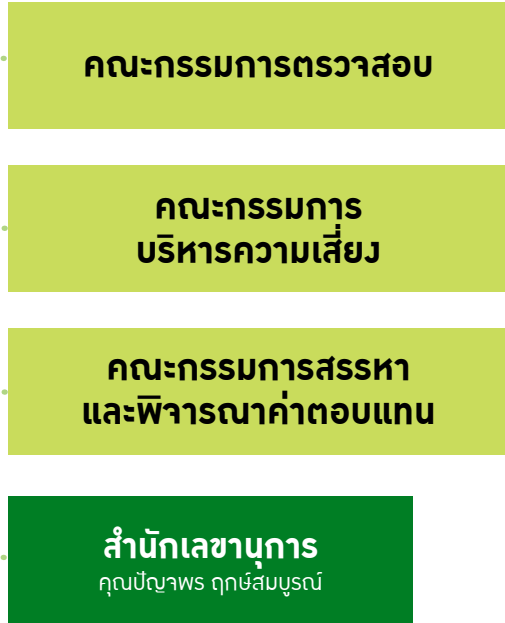 คณะกรรมการตรวจสอบ
คณะกรรมการ
บริหารความเสี่ยง
คณะกรรมการสรรหา
และพิจารณาค่าตอบแทน
สำนักเลขานุการ
คุณปัญจพร ฤกษ์สมบูรณ์